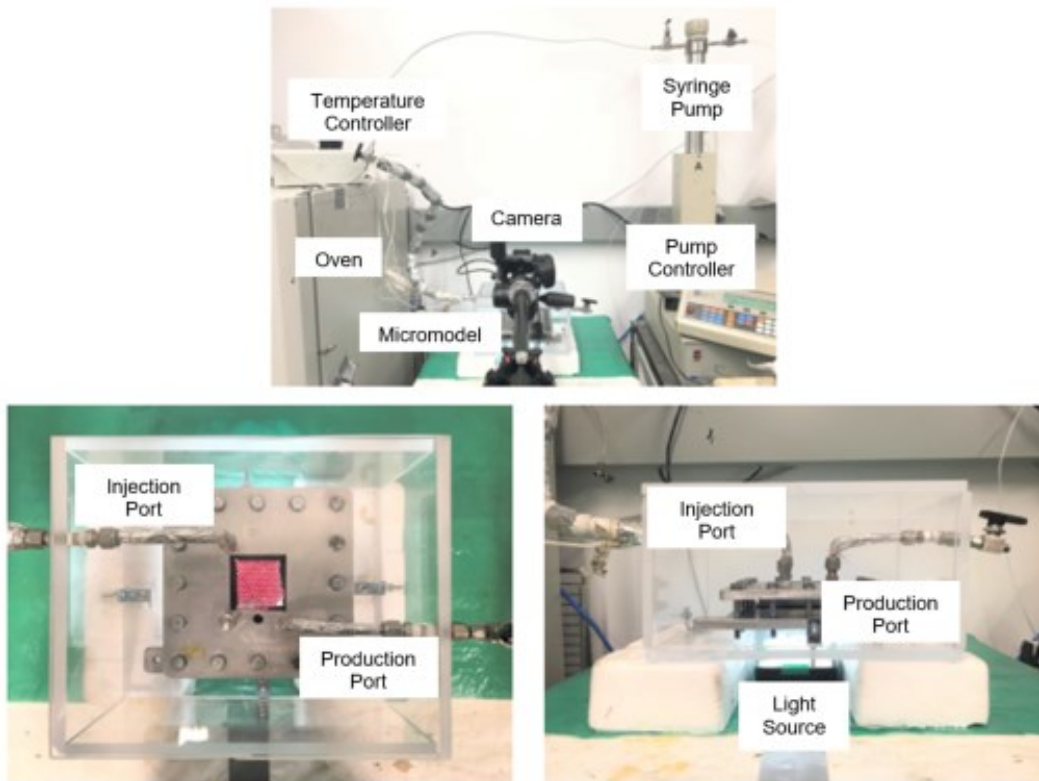 Temperature
Controller
Syringe
Pump
A
Camera
Oven
Pump
Controller
Micromodel
Injection
Port
Production
Port
Injection
Port
Production
Port
Light
Source